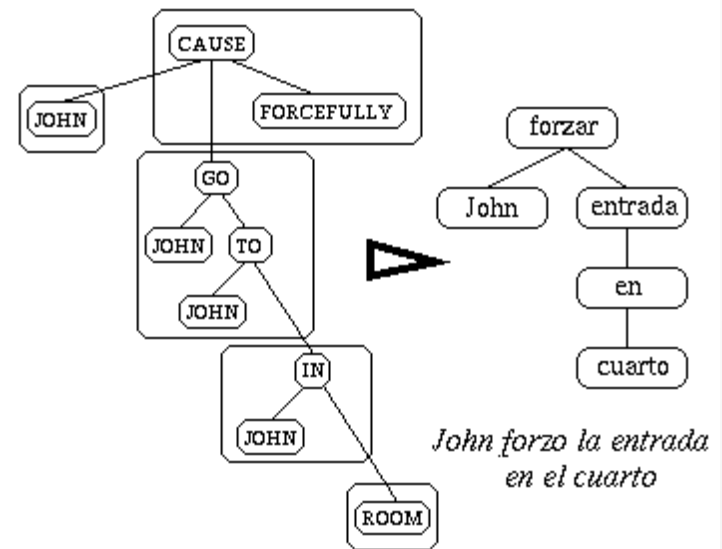 CAUSE
JOHN
FORCEFULLY
GO
JOHN
TO
JOHN
IN
JOHN
ROOM
forzar
John
entrada
en
cuarto
John forzo la entrada
en el cuarto